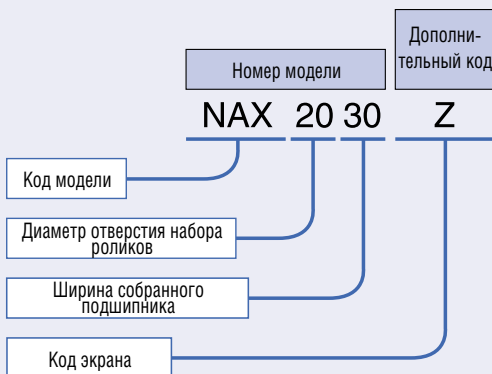 Дополни-
тельный код
Номер модели
NAX 20 30 Z
Код модели
Диаметр отверстия набора
роликов
Ширина собранного
подшипника
Код экрана